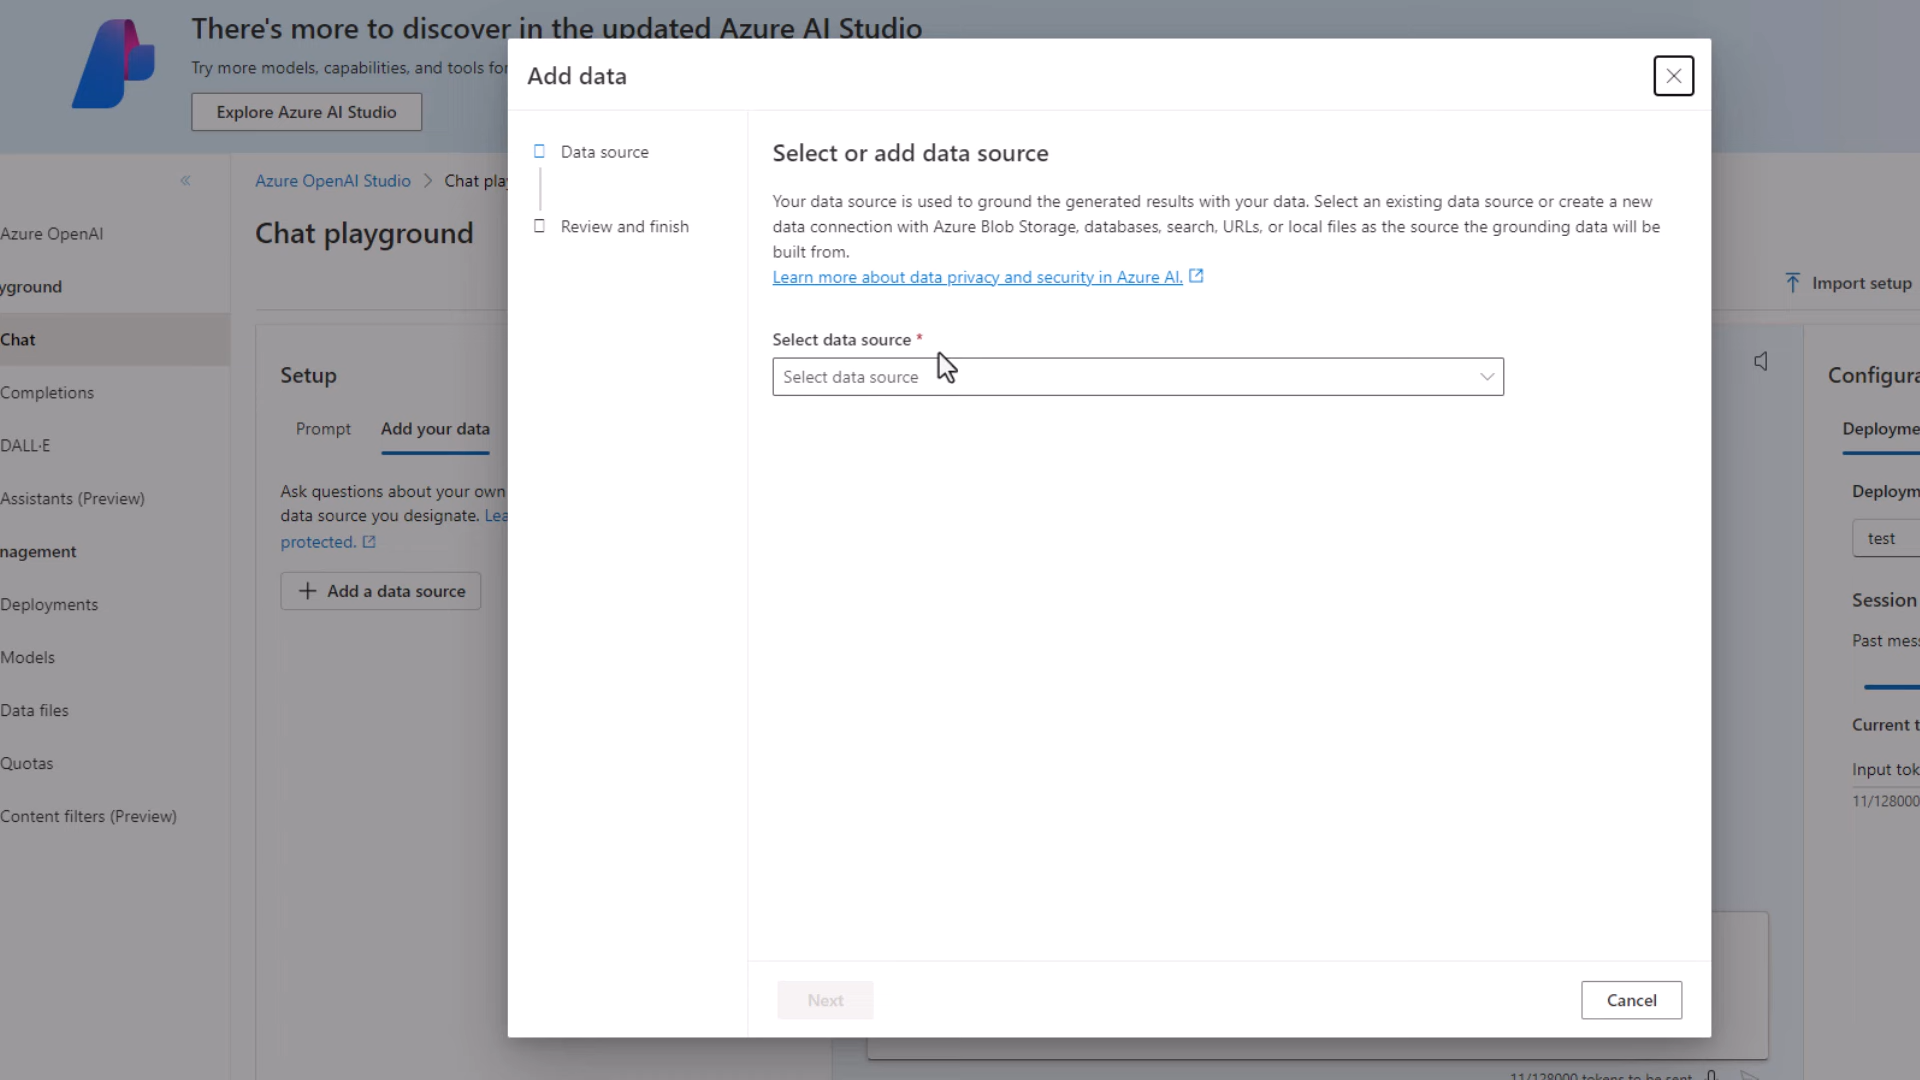 There's more to discover in the updated Azure AI Studio
Try more models, capabilities, and tools for
Explore Azure AI Studio
Azure OpenAI
yground
Chat
Completions
DALL·E
Assistants (Preview)
nagement
Deployments
Models
Data files
Quotas
Content filters (Preview)
Azure OpenAI Studio > Chat pla
Chat playground
Import setup
Setup
Prompt
Add your data
Ask questions about your own
data source you designate. Lea
protected.
Add a data source
Add data
Data source
Review and finish
Select or add data source
Your data source is used to ground the generated results with your data. Select an existing data source or create a new
data connection with Azure Blob Storage, databases, search, URLs, or local files as the source the grounding data will be
built from.
Learn more about data privacy and security in Azure AI.
Select data source *
Select data source
Next
Cancel
Configura
Deployme
Deploym
test
Session
Past mess
Current t
Input tok
11/128000
11/128000 tokens to be sent